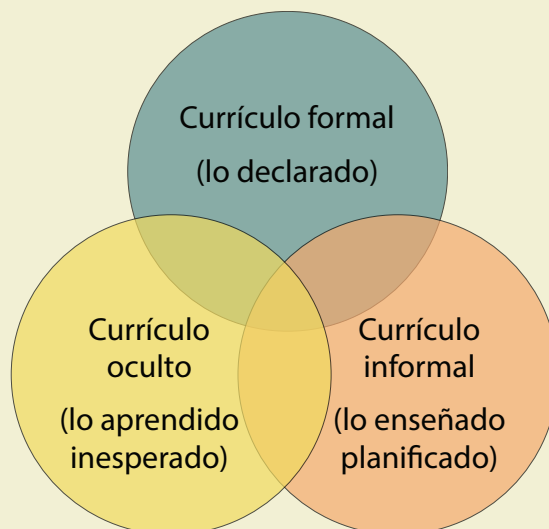 Currículo formal
(lo declarado)
Currículo
oculto
(lo aprendido
inesperado)
Currículo
informal
(lo enseñado
planificado)